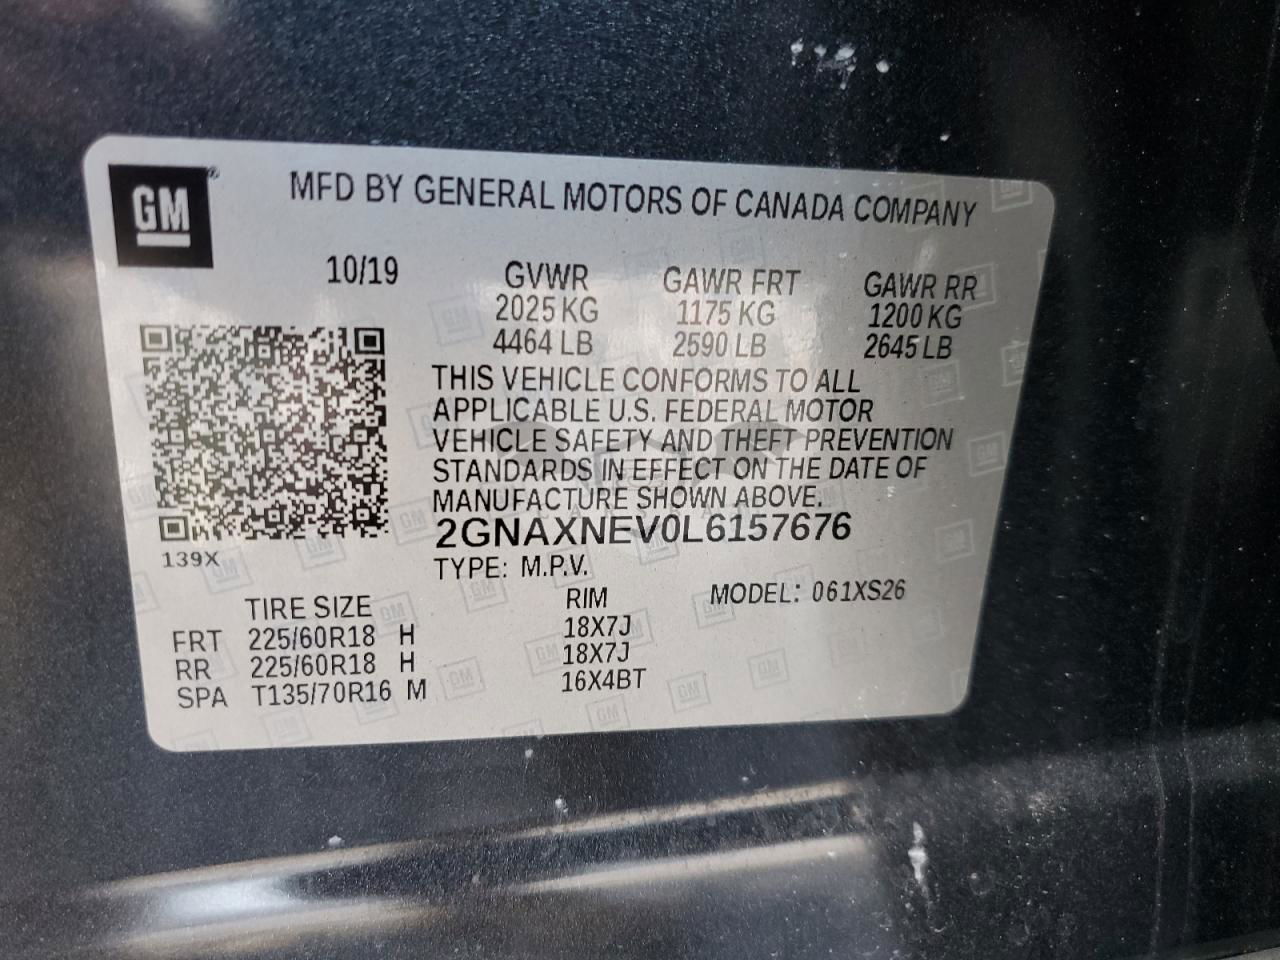 GM ®
MFD BY GENERAL MOTORS OF CANADA COMPANY
10/19 GVWR GAWR FRT GAWR RR
2025 KG 1175 KG 1200 KG
4464 LB 2590 LB 2645 LB
THIS VEHICLE CONFORMS TO ALL
APPLICABLE U.S. FEDERAL MOTOR
VEHICLE SAFETY AND THEFT PREVENTION
STANDARDS IN EFFECT ON THE DATE OF
MANUFACTURE SHOWN ABOVE.
2GNAXNEV0L6157676
139X
TYPE: M.P.V.
TIRE SIZE RIM MODEL: 061XS26
FRT 225/60R18 H 18X7J
RR 225/60R18 H 18X7J
SPA T135/70R16 M 16X4BT